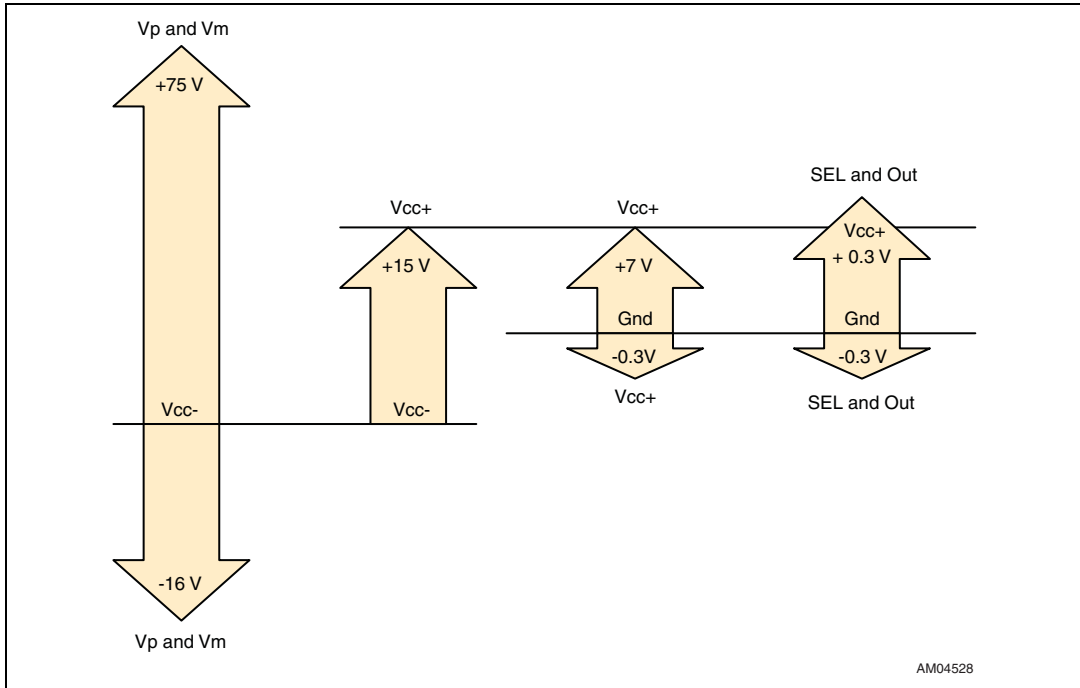 Vp and Vm
+75 V
SEL and Out
Vcc+
Vcc+
Vcc+
+ 0.3 V
+15 V
+7 V
Gnd
Gnd
-0.3V
-0.3 V
Vcc+
SEL and Out
Vcc-
Vcc-
-16 V
Vp and Vm
AM04528